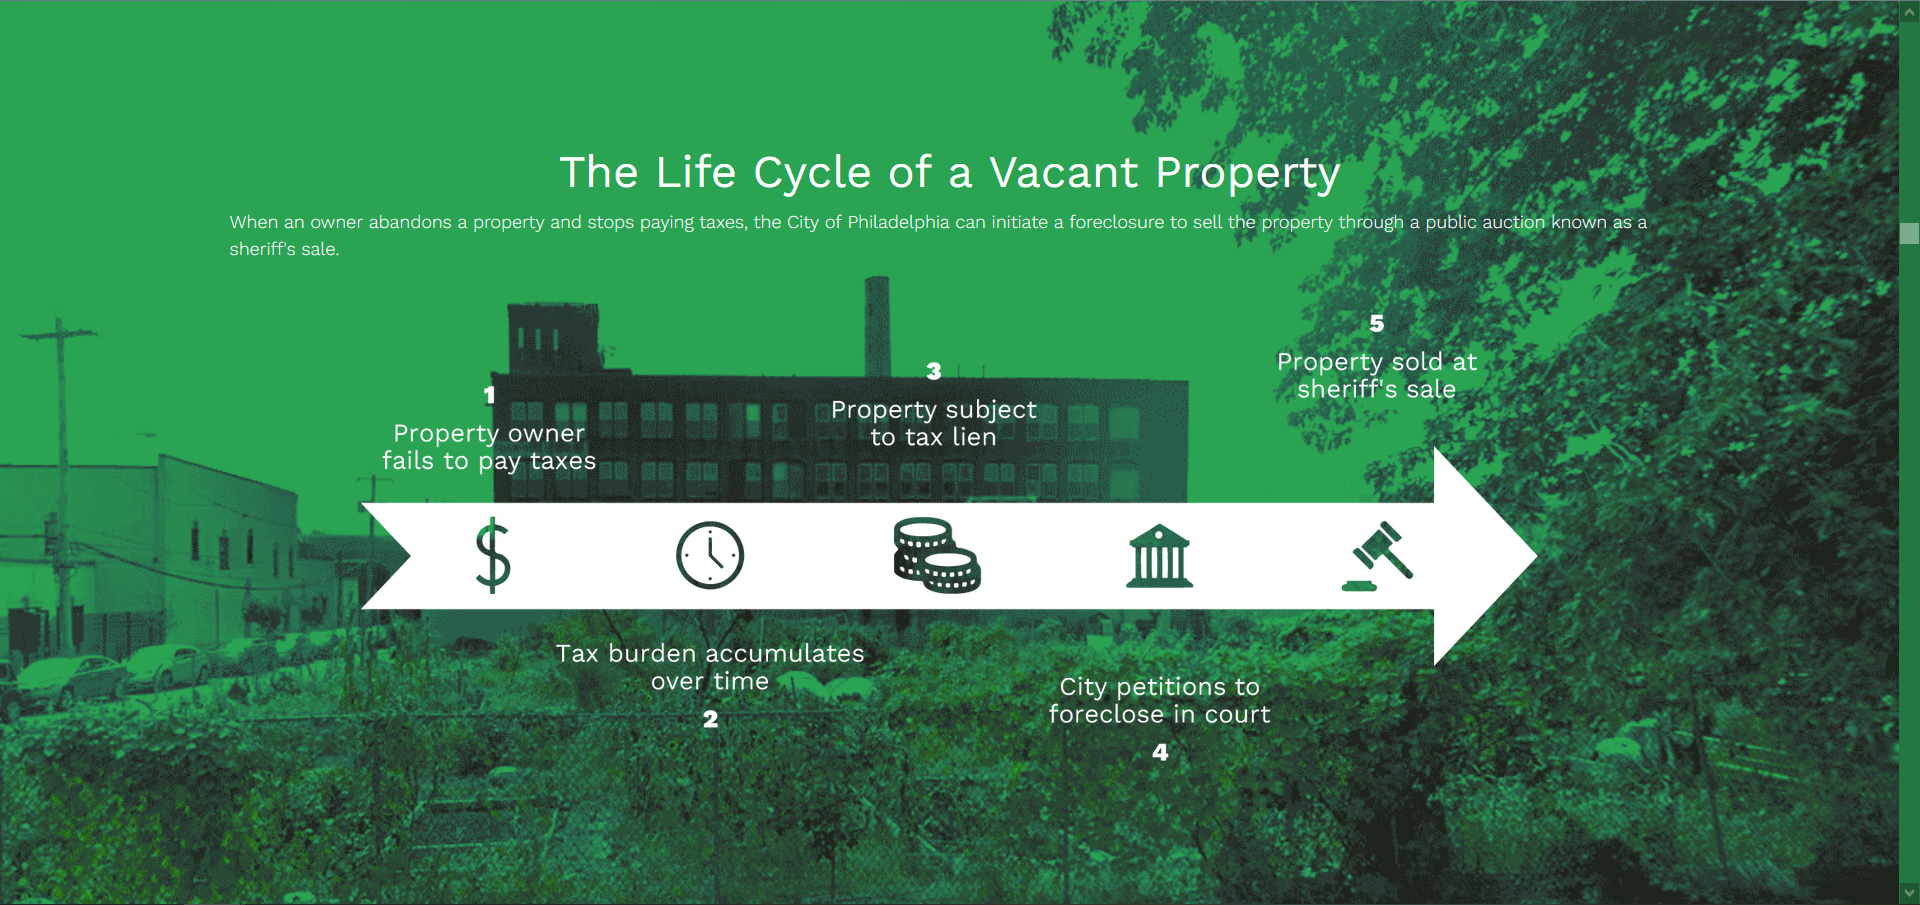 The Life Cycle of a Vacant Property
When an owner abandons a property and stops paying taxes, the City of Philadelphia can initiate a foreclosure to sell the property through a public auction known as a
sheriff's sale.
1
Property owner
fails to pay taxes
Tax burden accumulates
over time
2
3
Property subject
to tax lien
City petitions to
foreclose in court
4
5
Property sold at
sheriff's sale